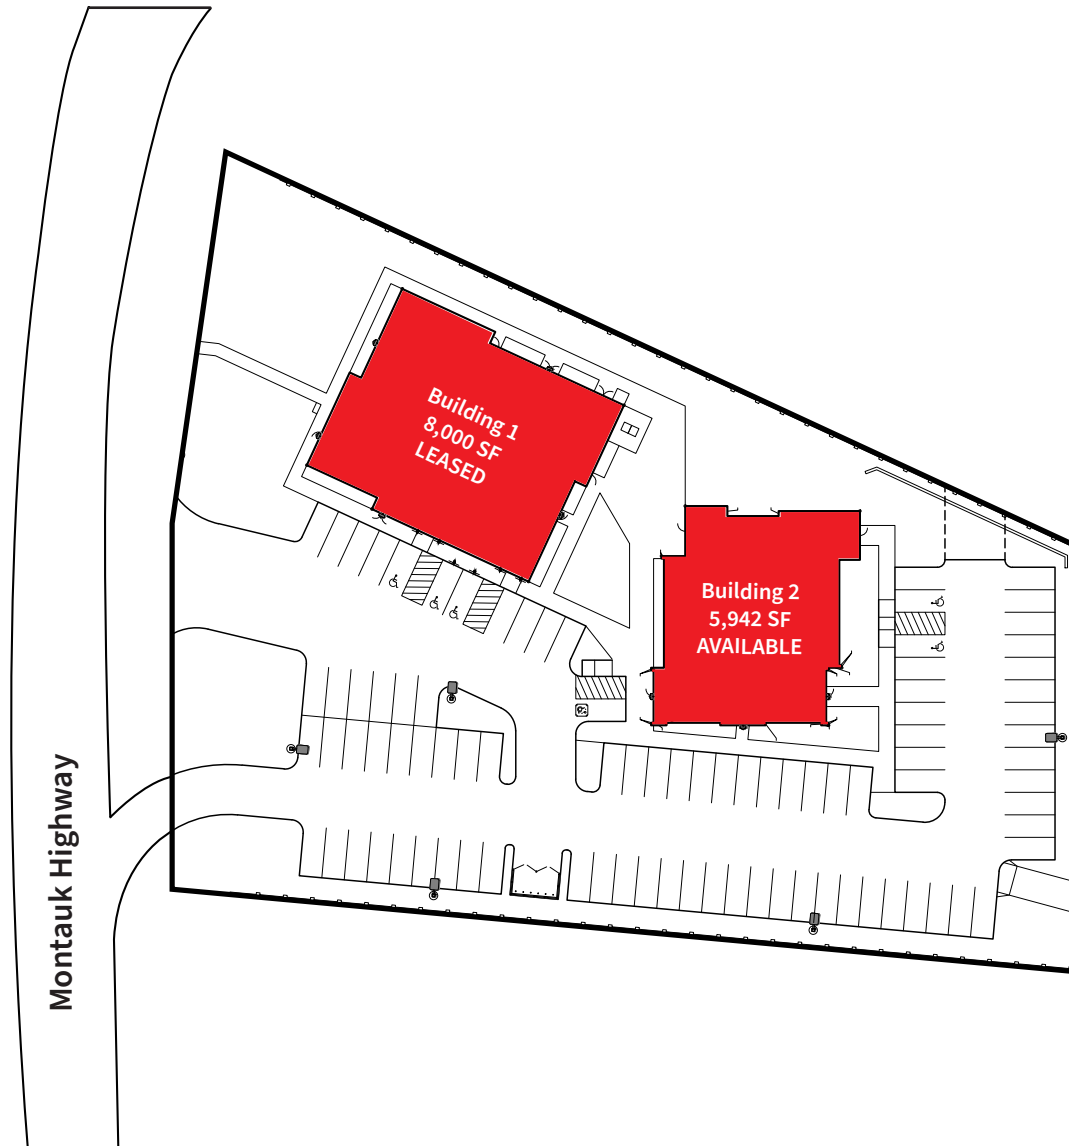 Building 1
8,000 SF
LEASED
Building 2
5,942 SF
AVAILABLE
Montauk Highway